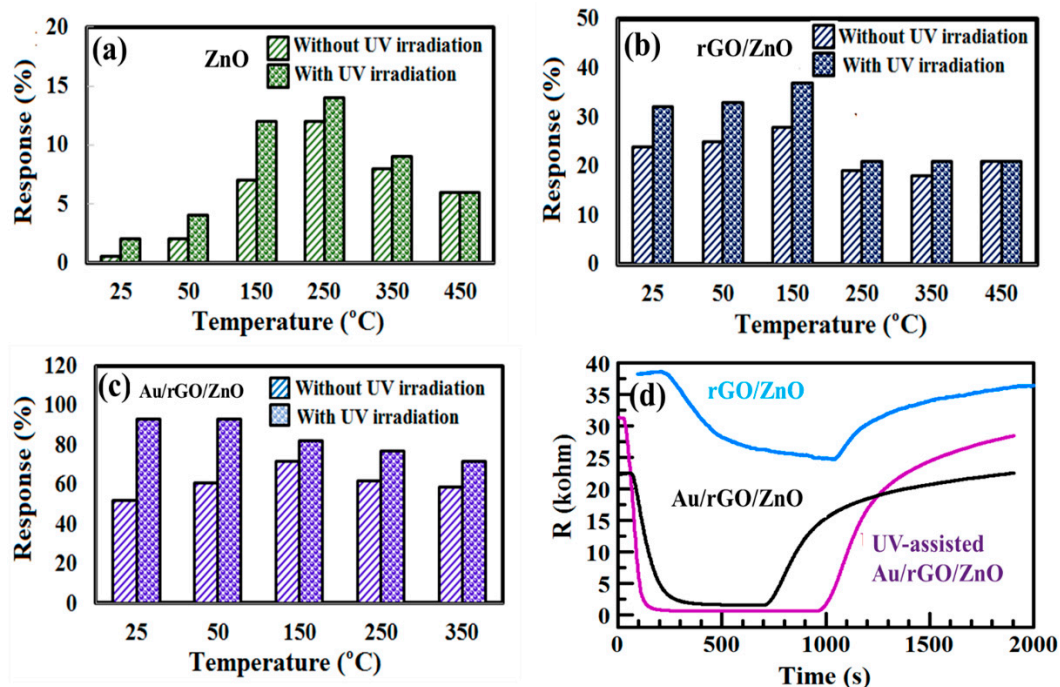 (a)
ZnO
Without UV irradiation
With UV irradiation
Response (%)
20
15
10
5
0
25 50 150 250 350 450
Temperature (°C)
(b)
rGO/ZnO
Without UV irradiation
With UV irradiation
Response (%)
50
40
30
20
10
0
25 50 150 250 350 450
Temperature (°C)
(c)
Au/rGO/ZnO
Without UV irradiation
With UV irradiation
Response (%)
120
100
80
60
40
20
0
25 50 150 250 350
Temperature (°C)
(d)
rGO/ZnO
Au/rGO/ZnO
UV-assisted
Au/rGO/ZnO
R (kohm)
40
35
30
25
20
15
10
5
0
0 500 1000 1500 2000
Time (s)